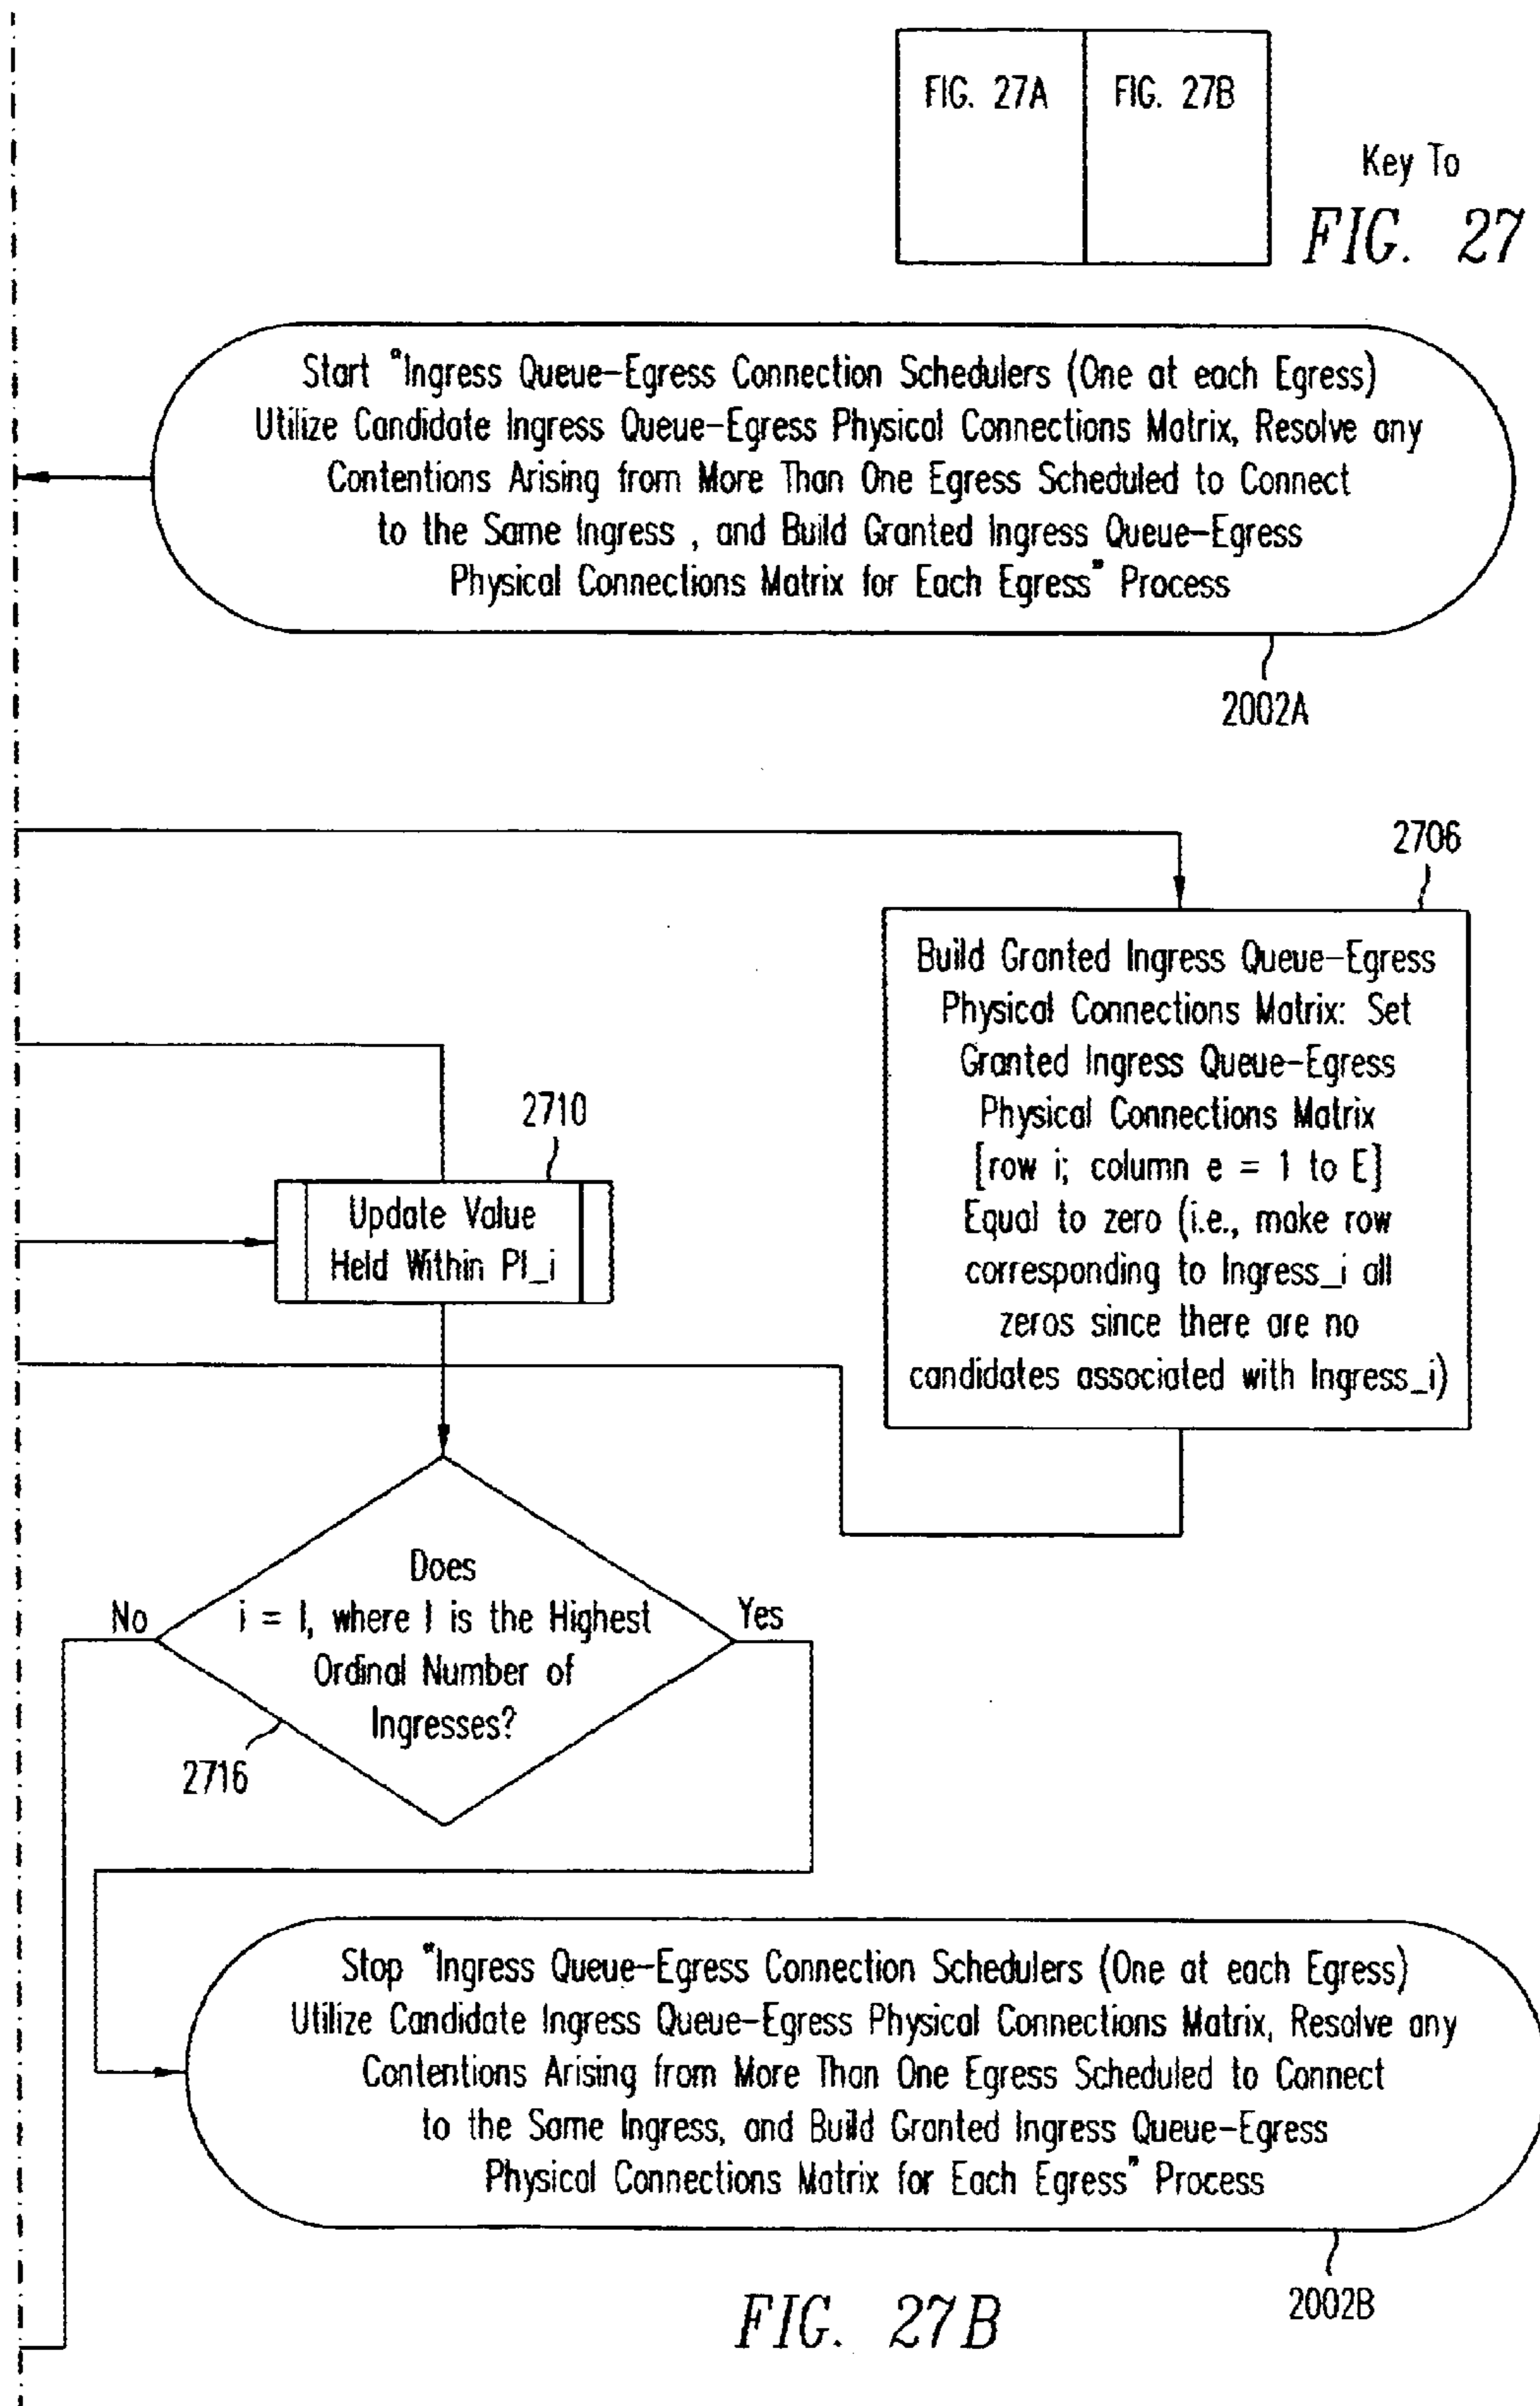 FIG. 27A
FIG. 27B
Key To
FIG. 27
Start "Ingress Queue-Egress Connection Schedulers (One at each Egress)
Utilize Candidate Ingress Queue-Egress Physical Connections Matrix, Resolve any
Contentions Arising from More Than One Egress Scheduled to Connect
to the Same Ingress , and Build Granted Ingress Queue-Egress
Physical Connections Matrix for Each Egress" Process
2002A
2706
Build Granted Ingress Queue-Egress
Physical Connections Matrix: Set
Granted Ingress Queue-Egress
Physical Connections Matrix
[row i; column e = 1 to E]
Equal to zero (i.e., make row
corresponding to Ingress_i all
zeros since there are no
candidates associated with Ingress_i)
2710
Update Value
Held Within PI_i
Does
i = I, where I is the Highest
Ordinal Number of
Ingresses?
No
Yes
2716
Stop "Ingress Queue-Egress Connection Schedulers (One at each Egress)
Utilize Candidate Ingress Queue-Egress Physical Connections Matrix, Resolve any
Contentions Arising from More Than One Egress Scheduled to Connect
to the Same Ingress, and Build Granted Ingress Queue-Egress
Physical Connections Matrix for Each Egress" Process
2002B
FIG. 27B